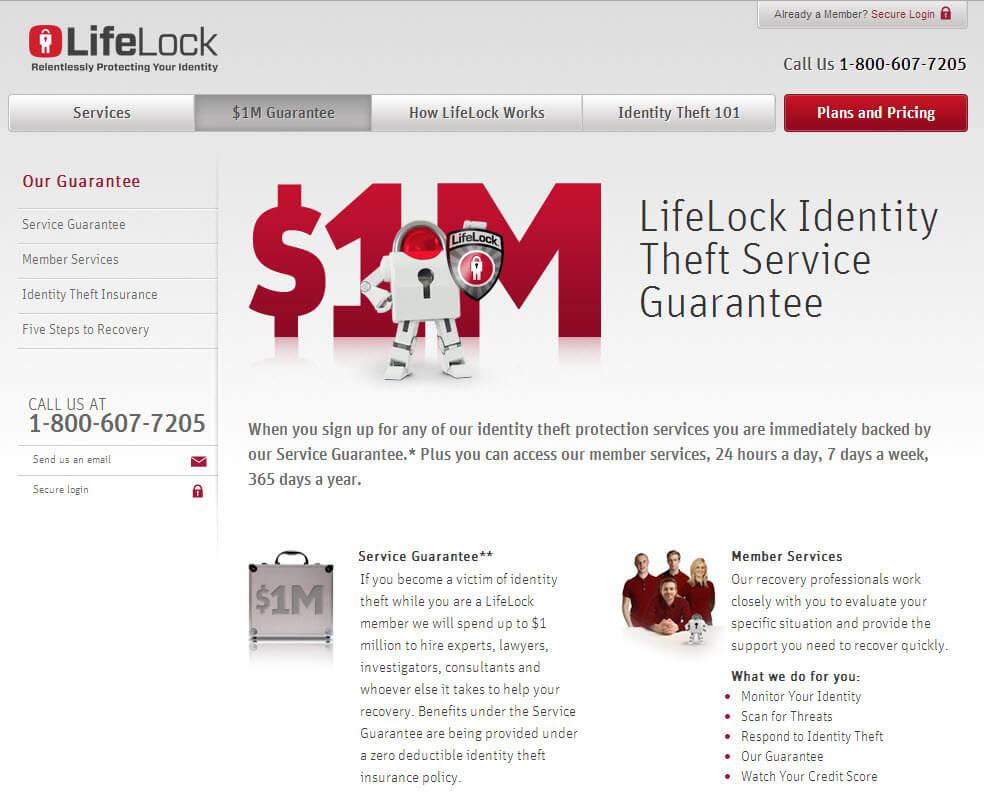 Already a Member? Secure Login
LifeLock
Relentlessly Protecting Your Identity
Call Us 1-800-607-7205
Services
$1M Guarantee
How LifeLock Works
Identity Theft 101
Plans and Pricing
Our Guarantee
Service Guarantee
Member Services
Identity Theft Insurance
Five Steps to Recovery
CALL US AT
1-800-607-7205
Send us an email
Secure login
$1M
LifeLock
LifeLock Identity
Theft Service
Guarantee
When you sign up for any of our identity theft protection services you are immediately backed by
our Service Guarantee.* Plus you can access our member services, 24 hours a day, 7 days a week,
365 days a year.
$1M
Service Guarantee**
If you become a victim of identity
theft while you are a LifeLock
member we will spend up to $1
million to hire experts, lawyers,
investigators, consultants and
whoever else it takes to help your
recovery. Benefits under the Service
Guarantee are being provided under
a zero deductible identity theft
insurance policy.
Member Services
Our recovery professionals work
closely with you to evaluate your
specific situation and provide the
support you need to recover quickly.
What we do for you:
Monitor Your Identity
Scan for Threats
Respond to Identity Theft
Our Guarantee
Watch Your Credit Score